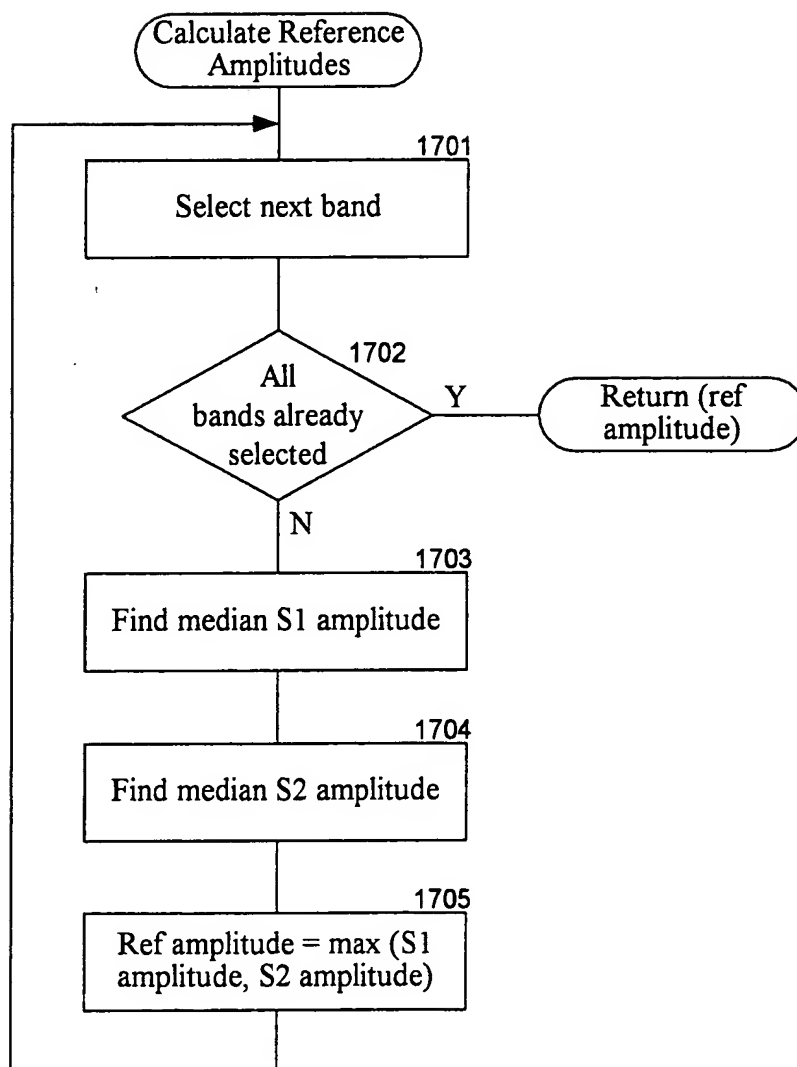 Calculate Reference
Amplitudes
1701
Select next band
1702
All
bands already
selected
Y
Return (ref
amplitude)
N
1703
Find median S1 amplitude
1704
Find median S2 amplitude
1705
Ref amplitude = max (S1
amplitude, S2 amplitude)